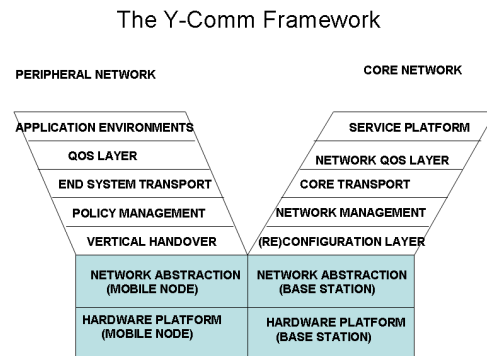 The Y-Comm Framework
PERIPHERAL NETWORK
CORE NETWORK
APPLICATION ENVIRONMENTS
QOS LAYER
END SYSTEM TRANSPORT
POLICY MANAGEMENT
VERTICAL HANDOVER
SERVICE PLATFORM
NETWORK QOS LAYER
CORE TRANSPORT
NETWORK MANAGEMENT
(RE)CONFIGURATION LAYER
NETWORK ABSTRACTION
(MOBILE NODE)
NETWORK ABSTRACTION
(BASE STATION)
HARDWARE PLATFORM
(MOBILE NODE)
HARDWARE PLATFORM
(BASE STATION)